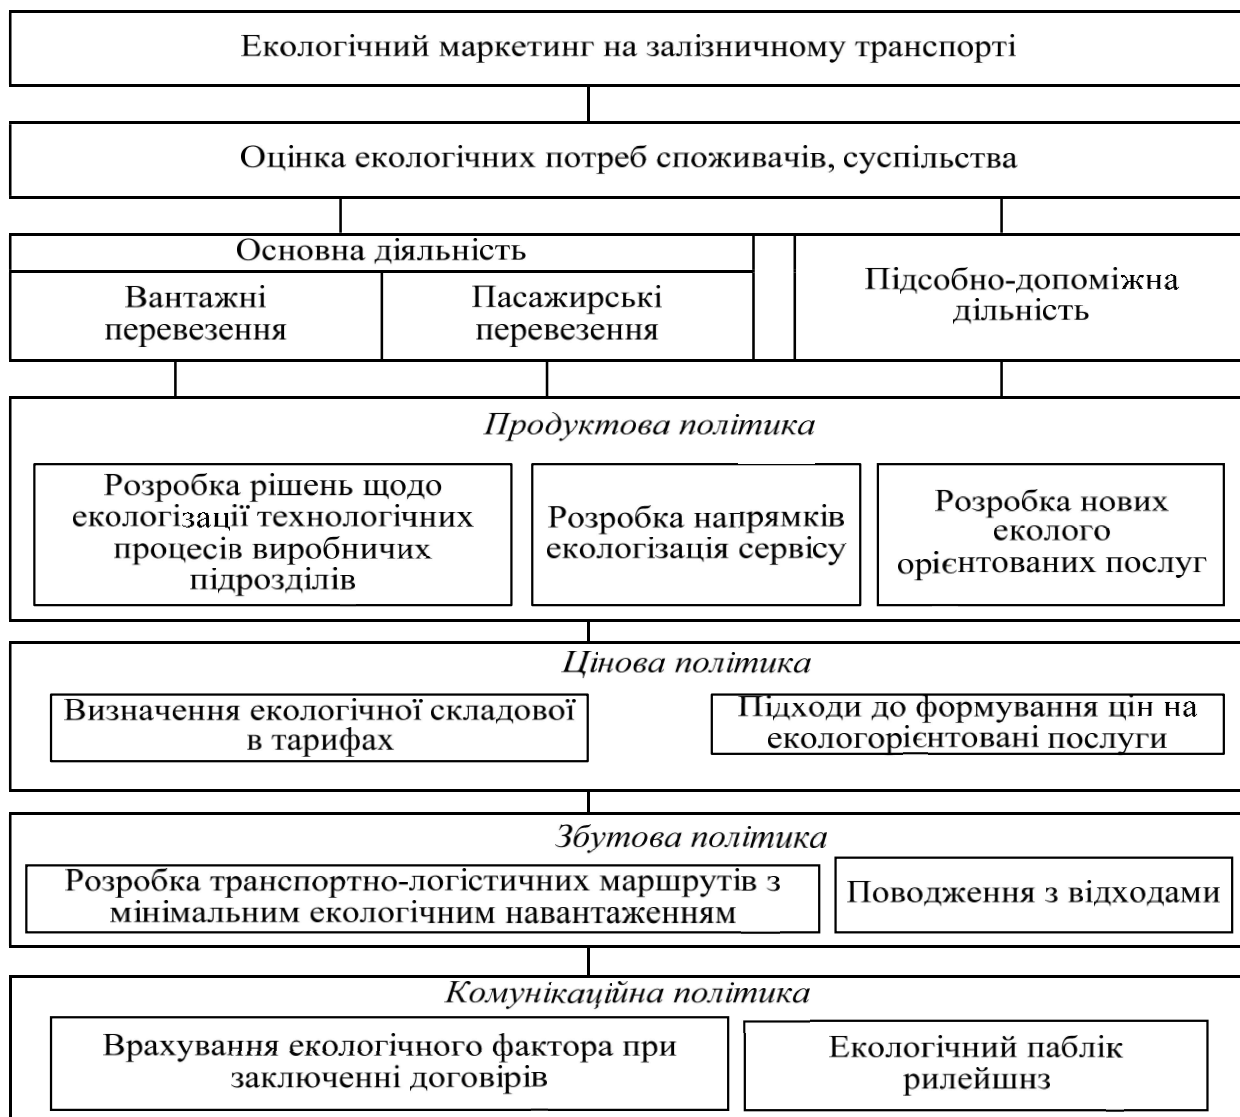 Екологічний маркетинг на залізничному транспорті
Оцінка екологічних потреб споживачів, суспільства
Основна діяльність
Вантажні
перевезення
Пасажирські
перевезення
Підсобно-допоміжна
дільність
Продуктова політика
Розробка рішень щодо
екологізації технологічних
процесів виробничих
підрозділів
Розробка напрямків
екологізація сервісу
Розробка нових
еколого
орієнтованих послуг
Цінова політика
Визначення екологічної складової
в тарифах
Підходи до формування цін на
екологорієнтовані послуги
Збутова політика
Розробка транспортно-логістичних маршрутів з
мінімальним екологічним навантаженням
Поводження з відходами
Комунікаційна політика
Врахування екологічного фактора при
заключенні договірів
Екологічний паблік
рилейшнз